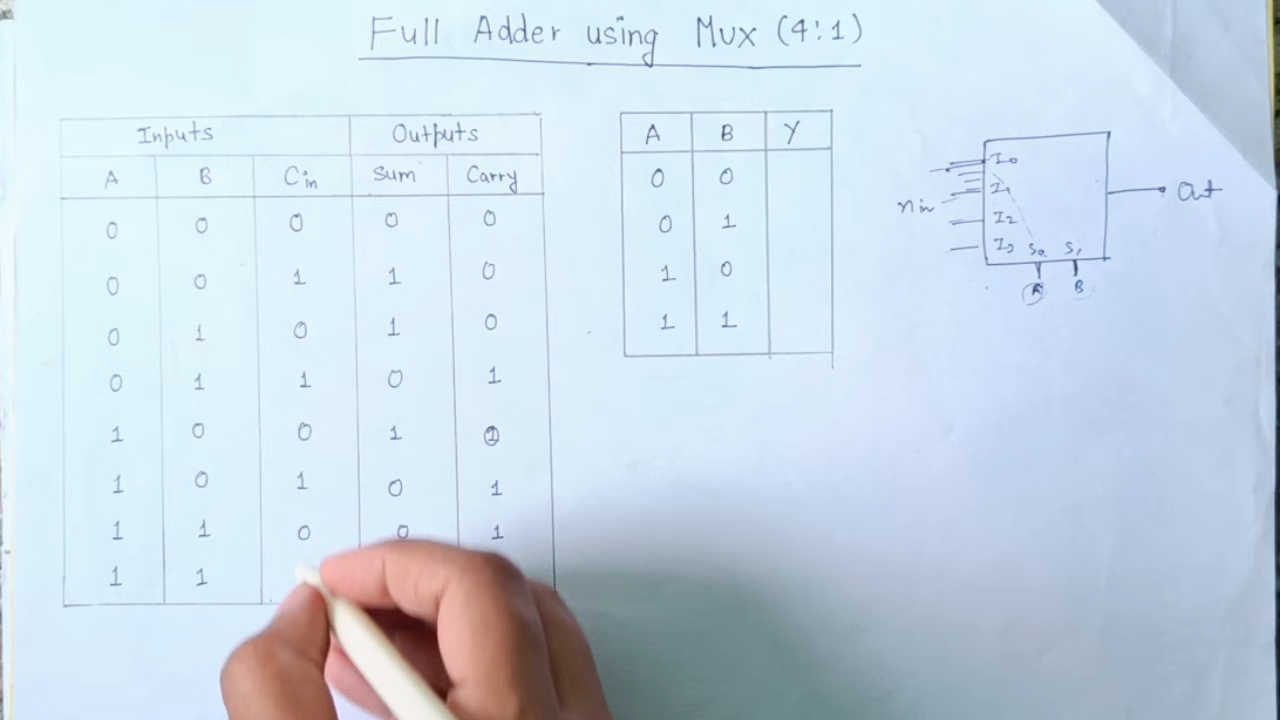 Full Adder using Mux (4:1)
Inputs Outputs
A B Cin Sum Carry
0 0 0 0 0
0 0 1 1 0
0 1 0 1 0
0 1 1 0 1
1 0 0 1
1 0 1 0 1
1 1 0 0 1
1 1
A B Y
0 0
0 1
1 0
1 1
I0
I1
I2
I3 S0 S1
A B
Out